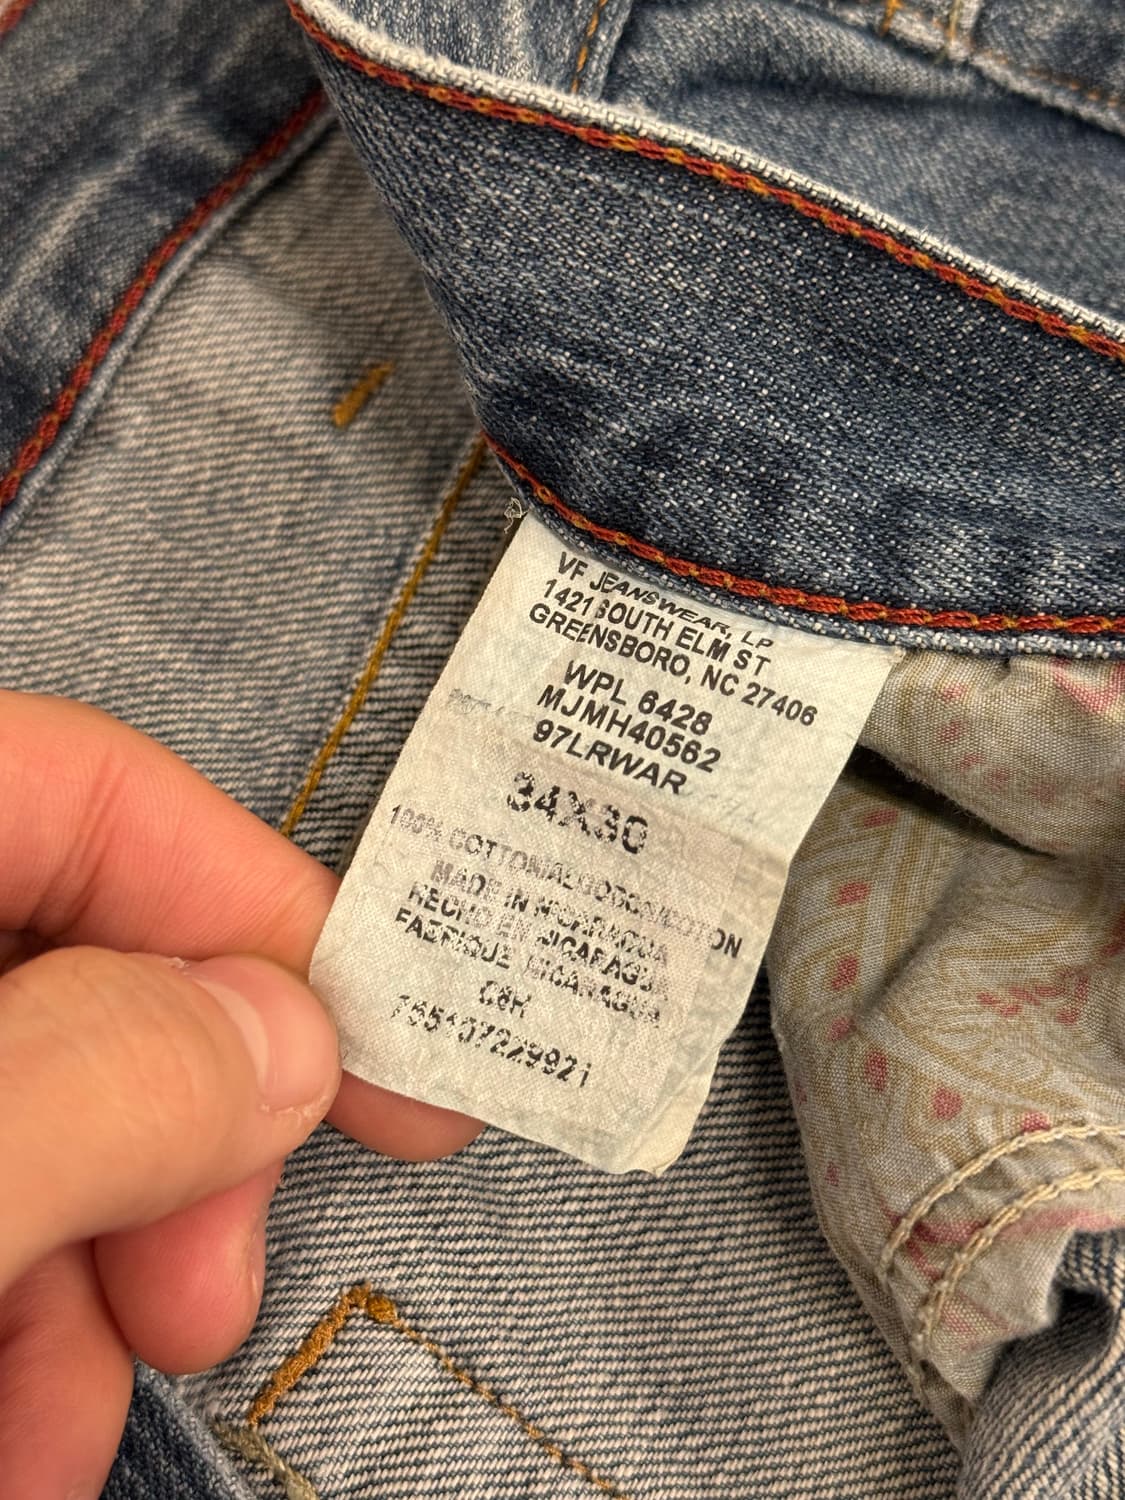 VF JEANSWEAR, LP
1421 SOUTH ELM ST
GREENSBORO, NC 27406
WPL 6428
MJMH40562
97LRWAR
34X30
100% COTTON/ALGODON/COTON
MADE IN NICARAGUA
HECHO EN NICARAGUA
FABRIQUE NICARAGUA